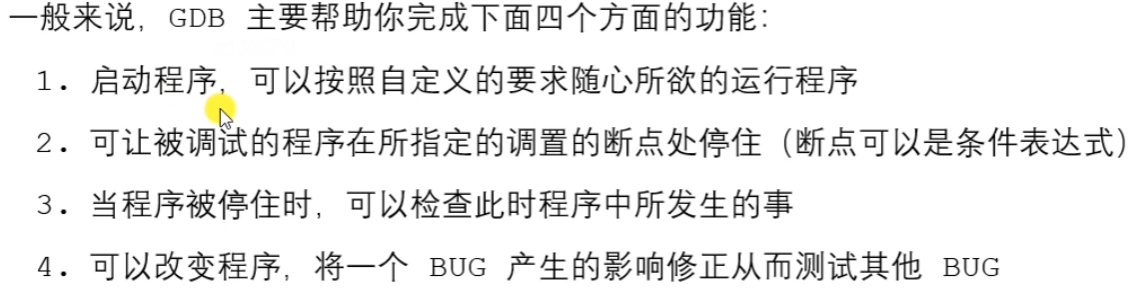 一般来说，GDB 主要帮助你完成下面四个方面的功能：
1. 启动程序，可以按照自定义的要求随心所欲的运行程序
2. 可让被调试的程序在所指定的调置的断点处停住（断点可以是条件表达式）
3. 当程序被停住时，可以检查此时程序中所发生的事
4. 可以改变程序，将一个 BUG 产生的影响修正从而测试其他 BUG